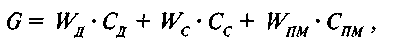 G = W_Д · C_Д + W_С · C_С + W_ПМ · C_ПМ ,